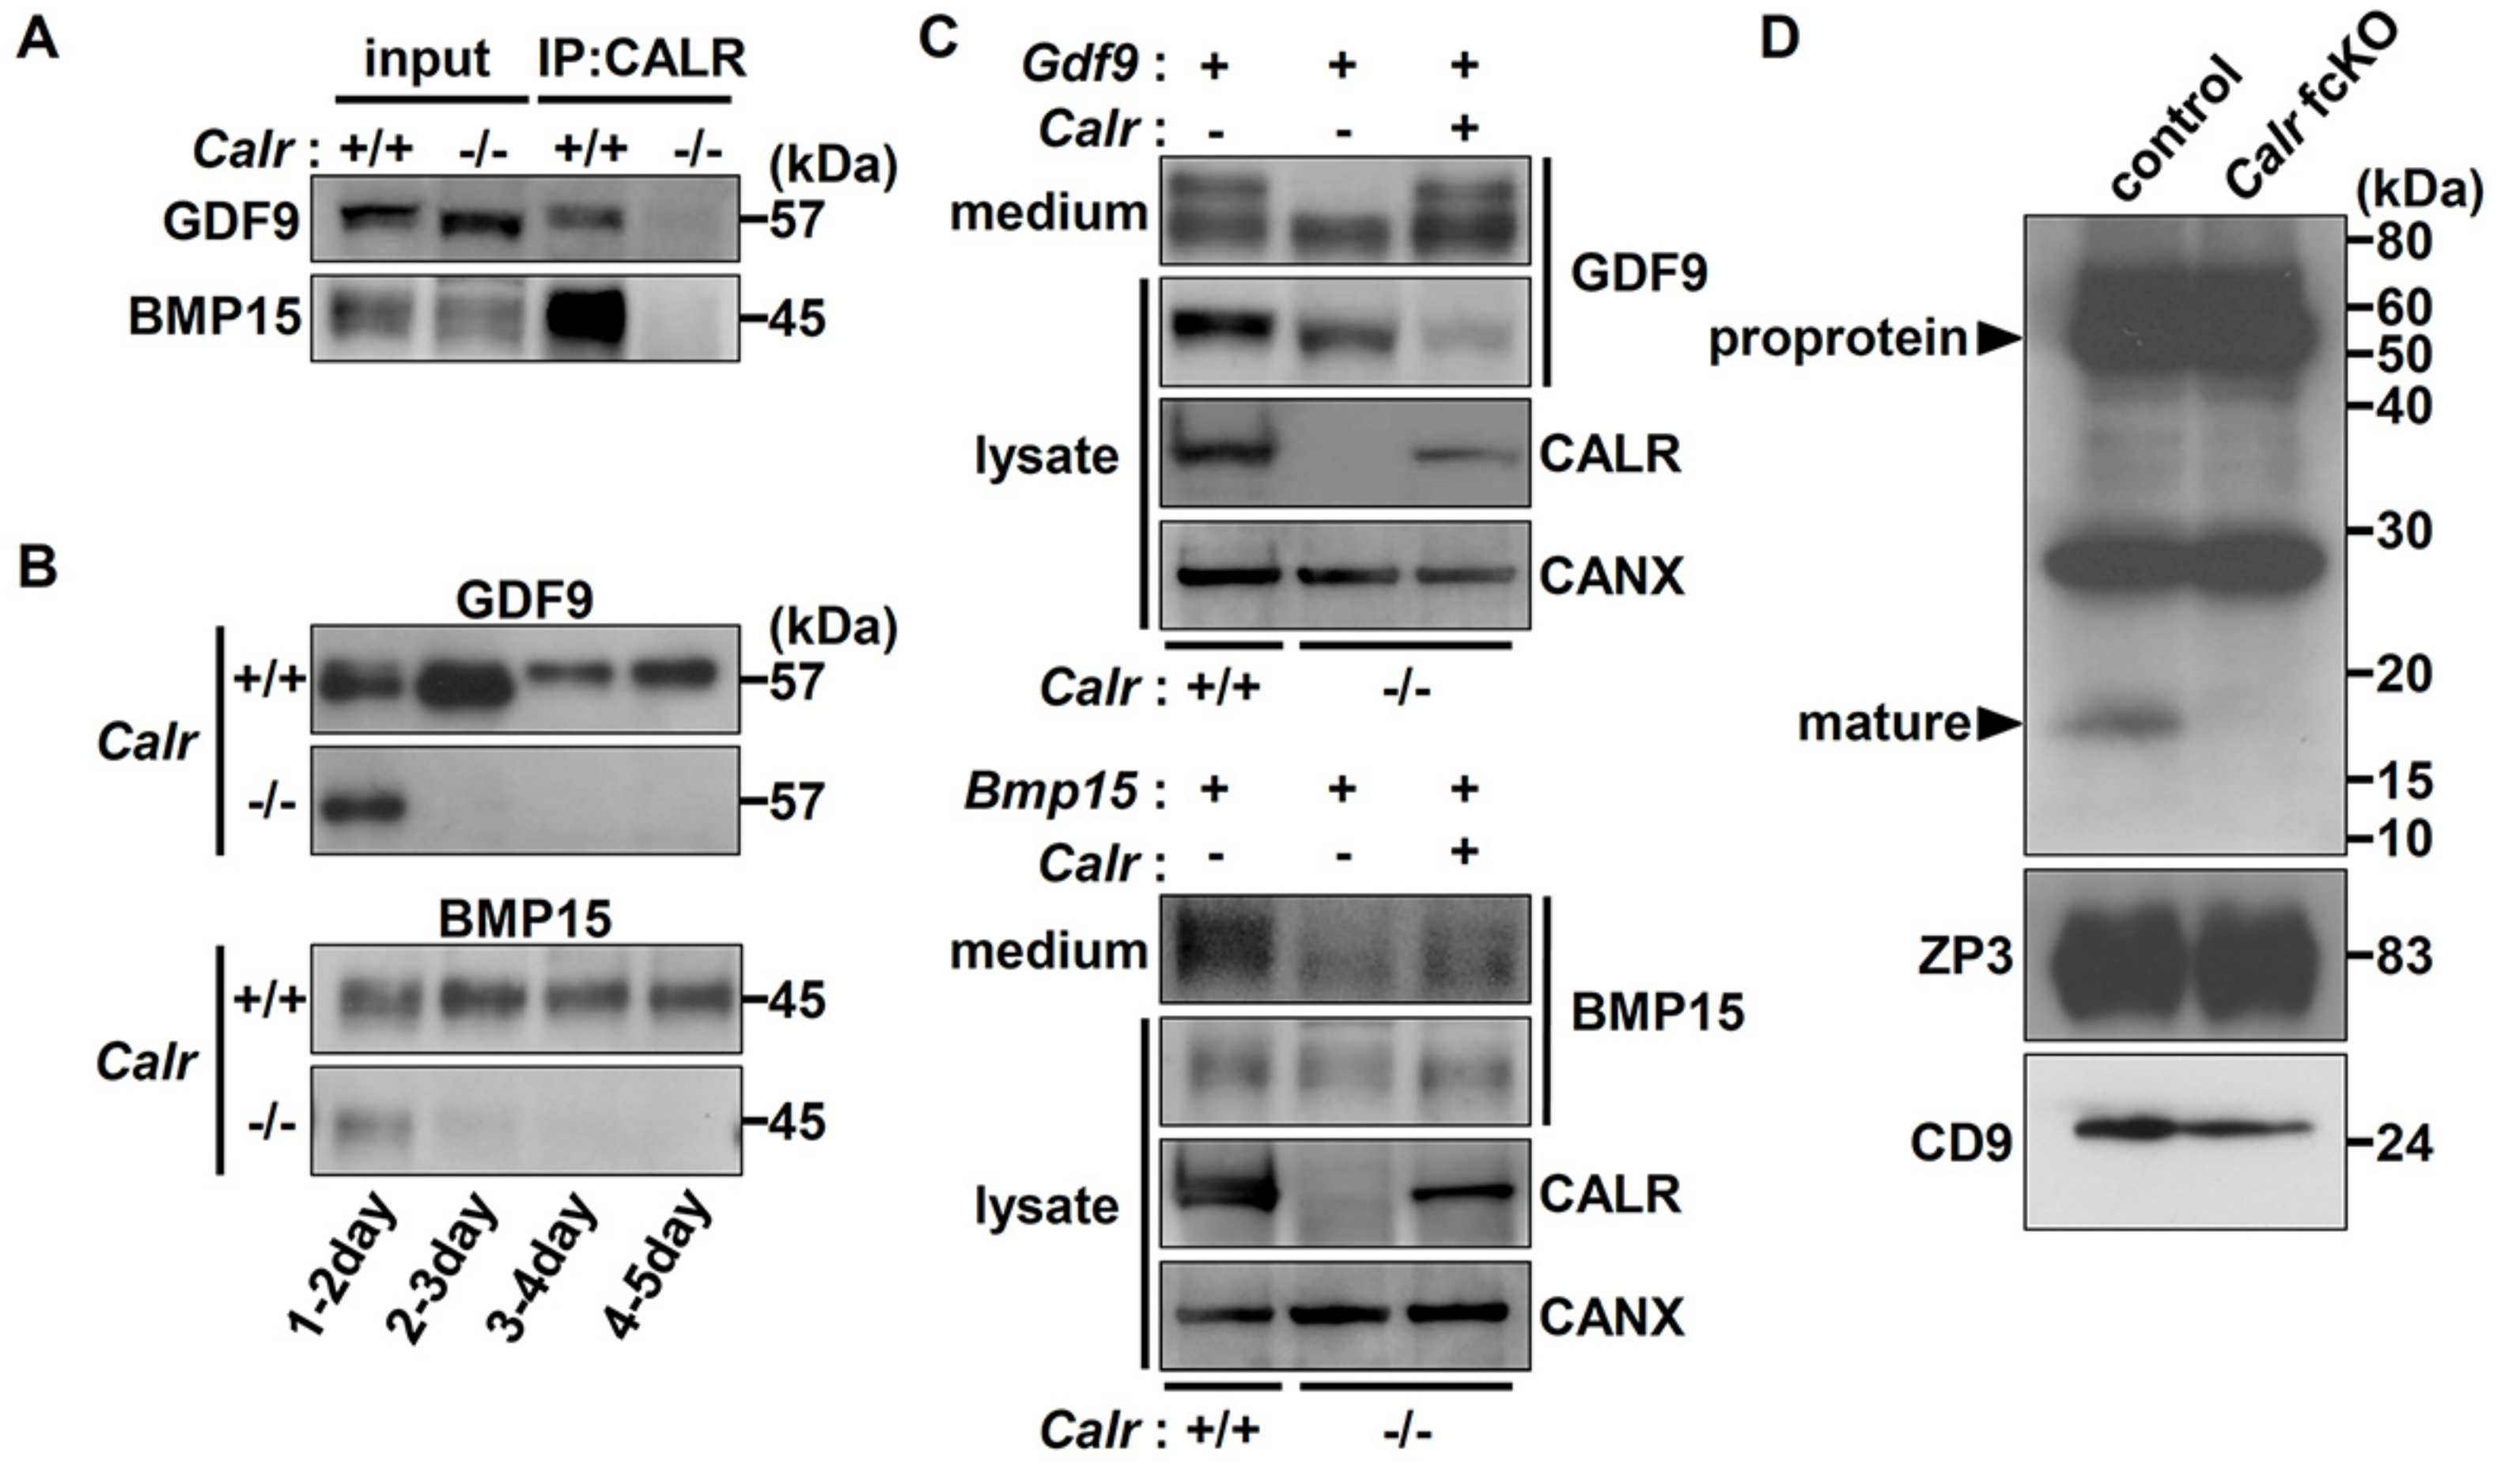 A
input IP:CALR
Calr : +/+ -/- +/+ -/- (kDa)
GDF9 57
BMP15 45
B
GDF9
(kDa)
Calr
+/+ 57
-/- 57
BMP15
Calr
+/+ 45
-/- 45
1-2day 2-3day 3-4day 4-5day
C
Gdf9 : + + +
Calr : - - +
medium
GDF9
lysate
CALR
CANX
Calr : +/+ -/-
Bmp15 : + + +
Calr : - - +
medium
BMP15
lysate
CALR
CANX
Calr : +/+ -/-
D
control Calr fcKO
(kDa)
80
60
proprotein
50
40
30
20
mature
15
10
ZP3 83
CD9 24